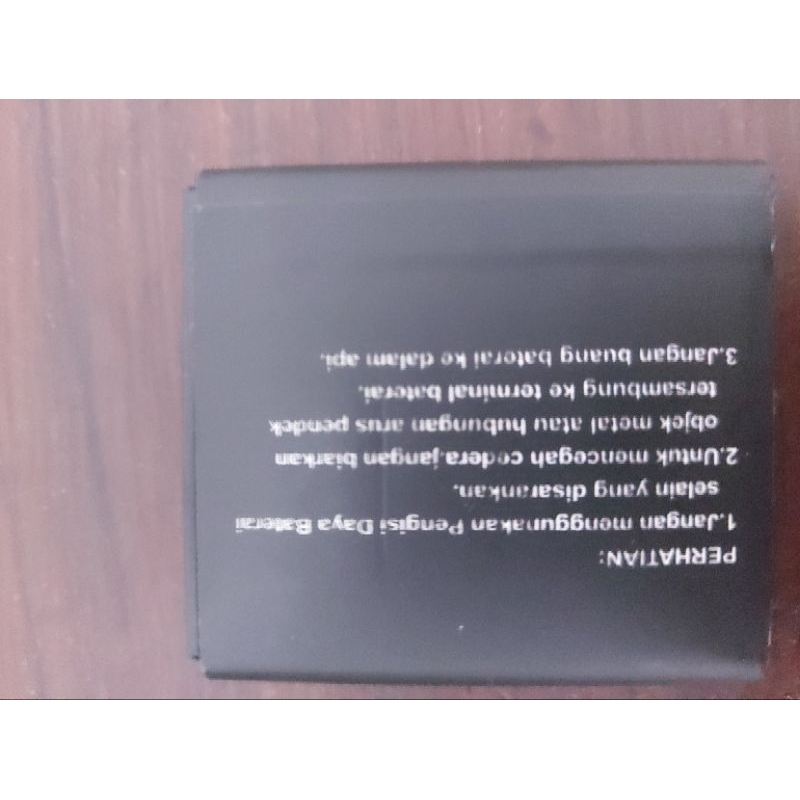 PERHATIAN:
1.Jangan menggunakan Pengisi Daya Baterai
selain yang disarankan.
2.Untuk mencegah cedera,jangan biarkan
objek metal atau hubungan arus pendek
tersambung ke terminal baterai.
3.Jangan buang baterai ke dalam api.